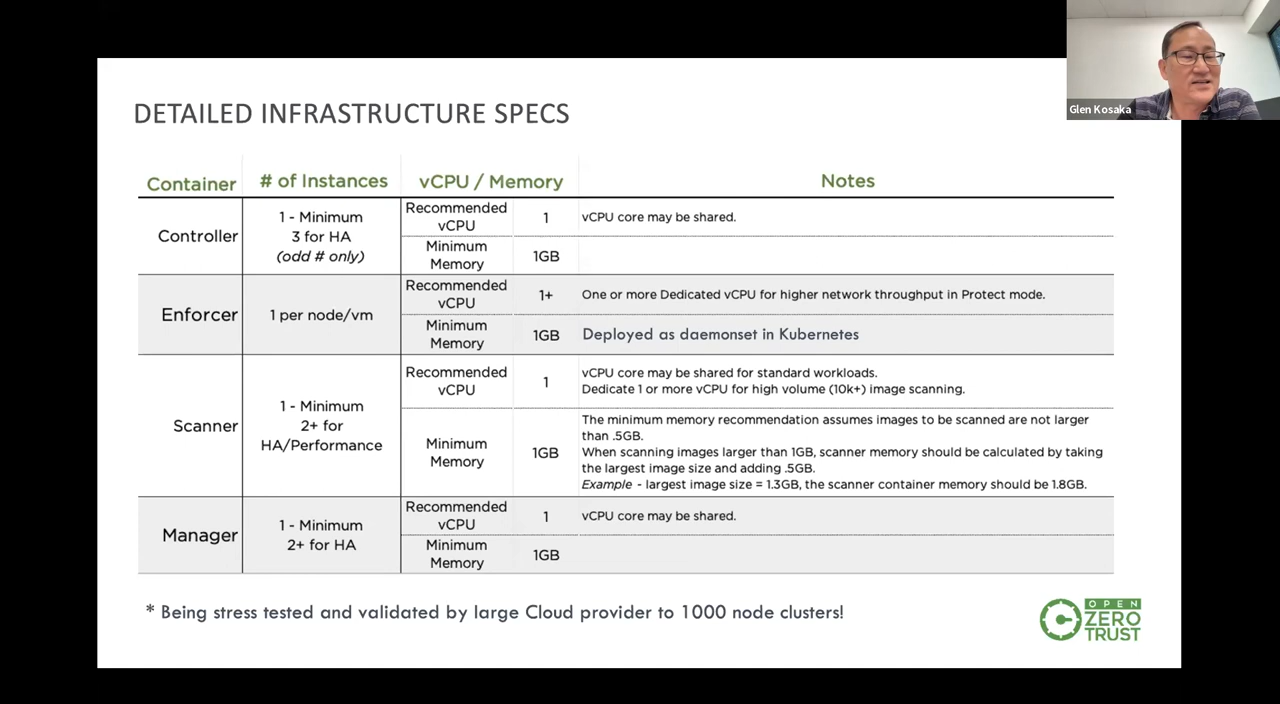 Glen Kosaka
DETAILED INFRASTRUCTURE SPECS
Container
# of Instances
vCPU / Memory
Notes
Controller
1 - Minimum
3 for HA
(odd # only)
Recommended
vCPU
1
vCPU core may be shared.
Minimum
Memory
1GB
Enforcer
1 per node/vm
Recommended
vCPU
1+
One or more Dedicated vCPU for higher network throughput in Protect mode.
Minimum
Memory
1GB
Deployed as daemonset in Kubernetes
Scanner
1 - Minimum
2+ for
HA/Performance
Recommended
vCPU
1
vCPU core may be shared for standard workloads.
Dedicate 1 or more vCPU for high volume (10k+) image scanning.
Minimum
Memory
1GB
The minimum memory recommendation assumes images to be scanned are not larger
than .5GB.
When scanning images larger than 1GB, scanner memory should be calculated by taking
the largest image size and adding .5GB.
Example - largest image size = 1.3GB, the scanner container memory should be 1.8GB.
Manager
1 - Minimum
2+ for HA
Recommended
vCPU
1
vCPU core may be shared.
Minimum
Memory
1GB
* Being stress tested and validated by large Cloud provider to 1000 node clusters!
OPEN
ZERO
TRUST